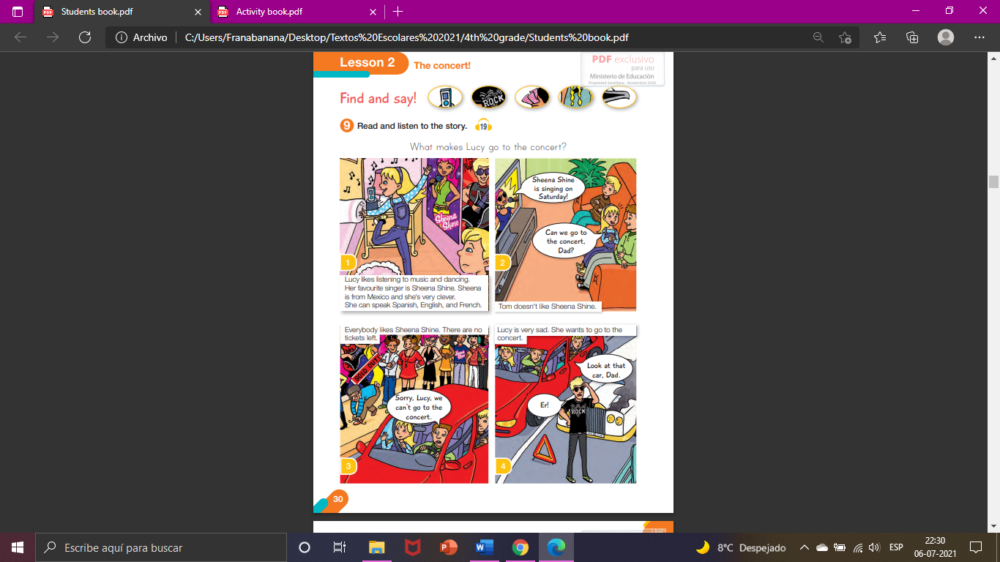 Students book.pdf
Activity book.pdf
Archivo
C:/Users/Franabanana/Desktop/Textos%20Escolares%202021/4th%20grade/Students%20book.pdf
Lesson 2
The concert!
PDF exclusivo
para uso
Ministerio de Educación
Propiedad Santillana - Noviembre 2020
Find and say!
ROCK
9 Read and listen to the story. 19
What makes Lucy go to the concert?
Sheena
Shine
1
Lucy likes listening to music and dancing.
Her favourite singer is Sheena Shine. Sheena
is from Mexico and she's very clever.
She can speak Spanish, English, and French.
Sheena Shine
is singing on
Saturday!
Can we go to
the concert,
Dad?
2
Tom doesn't like Sheena Shine.
Everybody likes Sheena Shine. There are no
tickets left.
SOLD OUT
Sorry, Lucy, we
can't go to the
concert.
3
Lucy is very sad. She wants to go to the
concert.
Look at that
car, Dad.
Er!
ROCK
4
30
Escribe aquí para buscar
8°C Despejado
ESP
22:30
06-07-2021